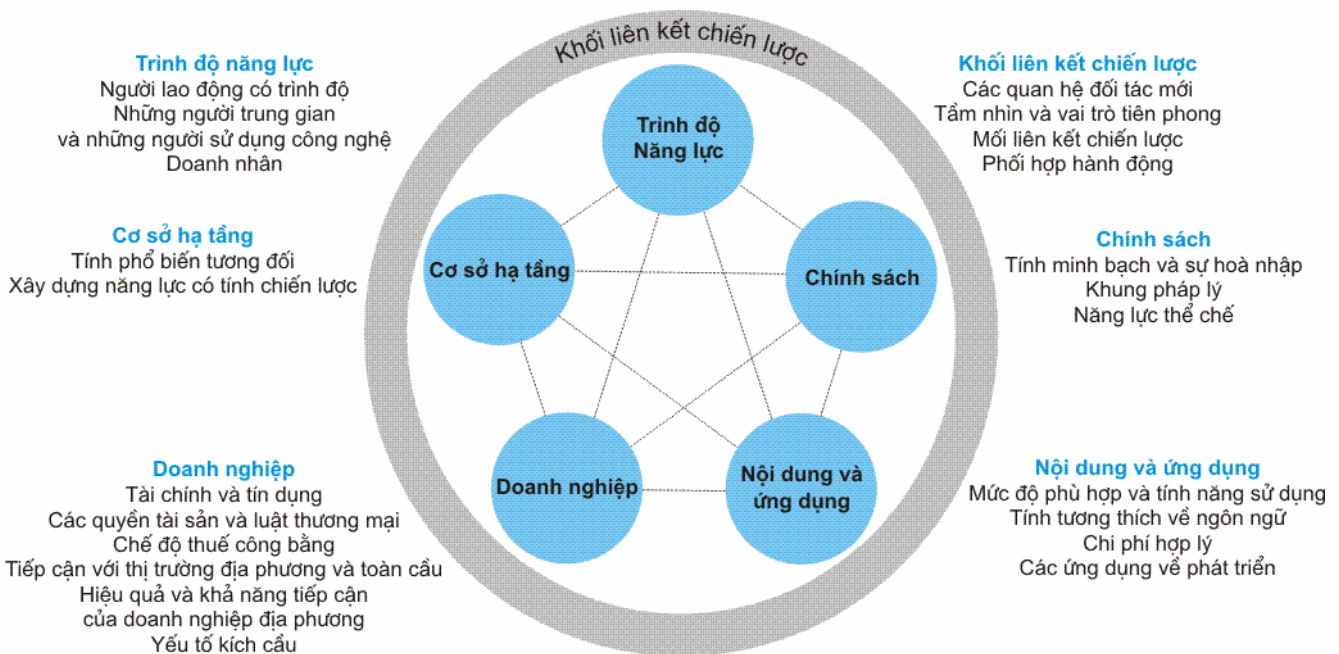 Khối liên kết chiến lược
Trình độ năng lực
Người lao động có trình độ
Những người trung gian
và những người sử dụng công nghệ
Doanh nhân
Cơ sở hạ tầng
Tính phổ biến tương đối
Xây dựng năng lực có tính chiến lược
Doanh nghiệp
Tài chính và tín dụng
Các quyền tài sản và luật thương mại
Chế độ thuế công bằng
Tiếp cận với thị trường địa phương và toàn cầu
Hiệu quả và khả năng tiếp cận
của doanh nghiệp địa phương
Yếu tố kích cầu
Trình độ
Năng lực
Cơ sở hạ tầng
Chính sách
Doanh nghiệp
Nội dung và
ứng dụng
Khối liên kết chiến lược
Các quan hệ đối tác mới
Tầm nhìn và vai trò tiên phong
Mối liên kết chiến lược
Phối hợp hành động
Chính sách
Tính minh bạch và sự hoà nhập
Khung pháp lý
Năng lực thể chế
Nội dung và ứng dụng
Mức độ phù hợp và tính năng sử dụng
Tính tương thích về ngôn ngữ
Chi phí hợp lý
Các ứng dụng về phát triển